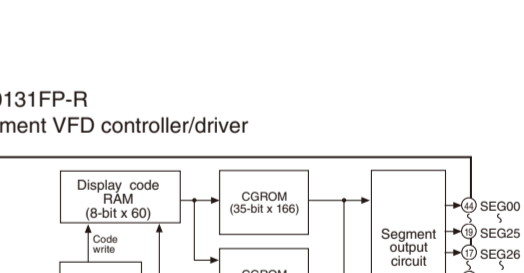 0131FP-R
ment VFD controller/driver
Display code
RAM
(8-bit x 60)
CGROM
(35-bit x 166)
Code
write
Segment
output
circuit
44 SEG00
19 SEG25
17 SEG26